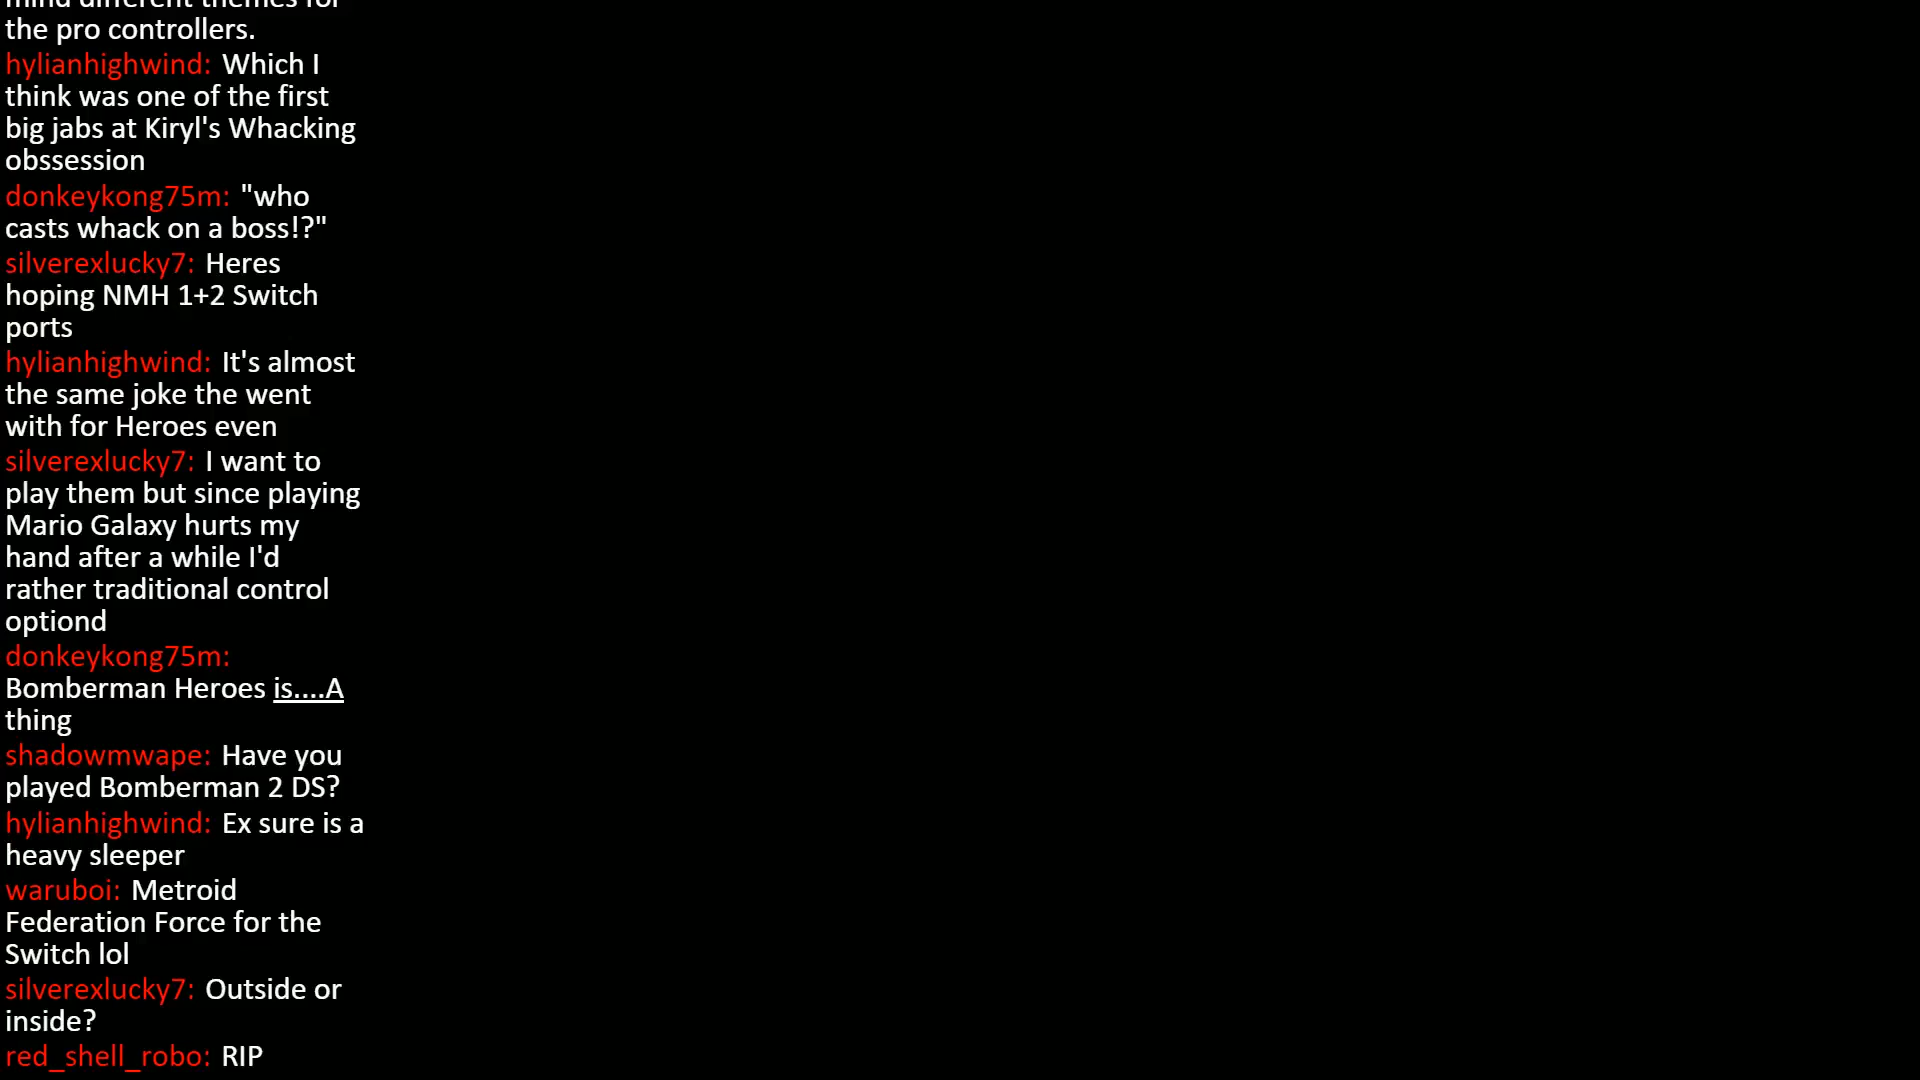 the pro controllers.
hylianhighwind: Which I
think was one of the first
big jabs at Kiryl's Whacking
obssession
donkeykong75m: "who
casts whack on a boss!?"
silverexlucky7: Heres
hoping NMH 1+2 Switch
ports
hylianhighwind: It's almost
the same joke the went
with for Heroes even
silverexlucky7: I want to
play them but since playing
Mario Galaxy hurts my
hand after a while I'd
rather traditional control
optiond
donkeykong75m:
Bomberman Heroes is....A
thing
shadowmwape: Have you
played Bomberman 2 DS?
hylianhighwind: Ex sure is a
heavy sleeper
waruboi: Metroid
Federation Force for the
Switch lol
silverexlucky7: Outside or
inside?
red_shell_robo: RIP